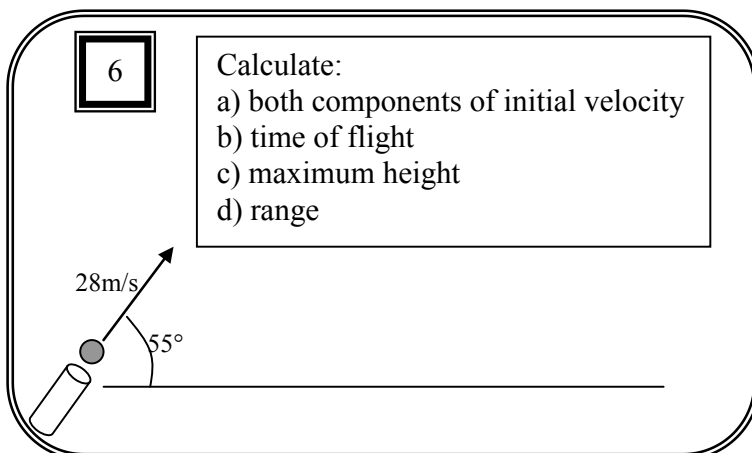 6
Calculate:
a) both components of initial velocity
b) time of flight
c) maximum height
d) range
28m/s
55°